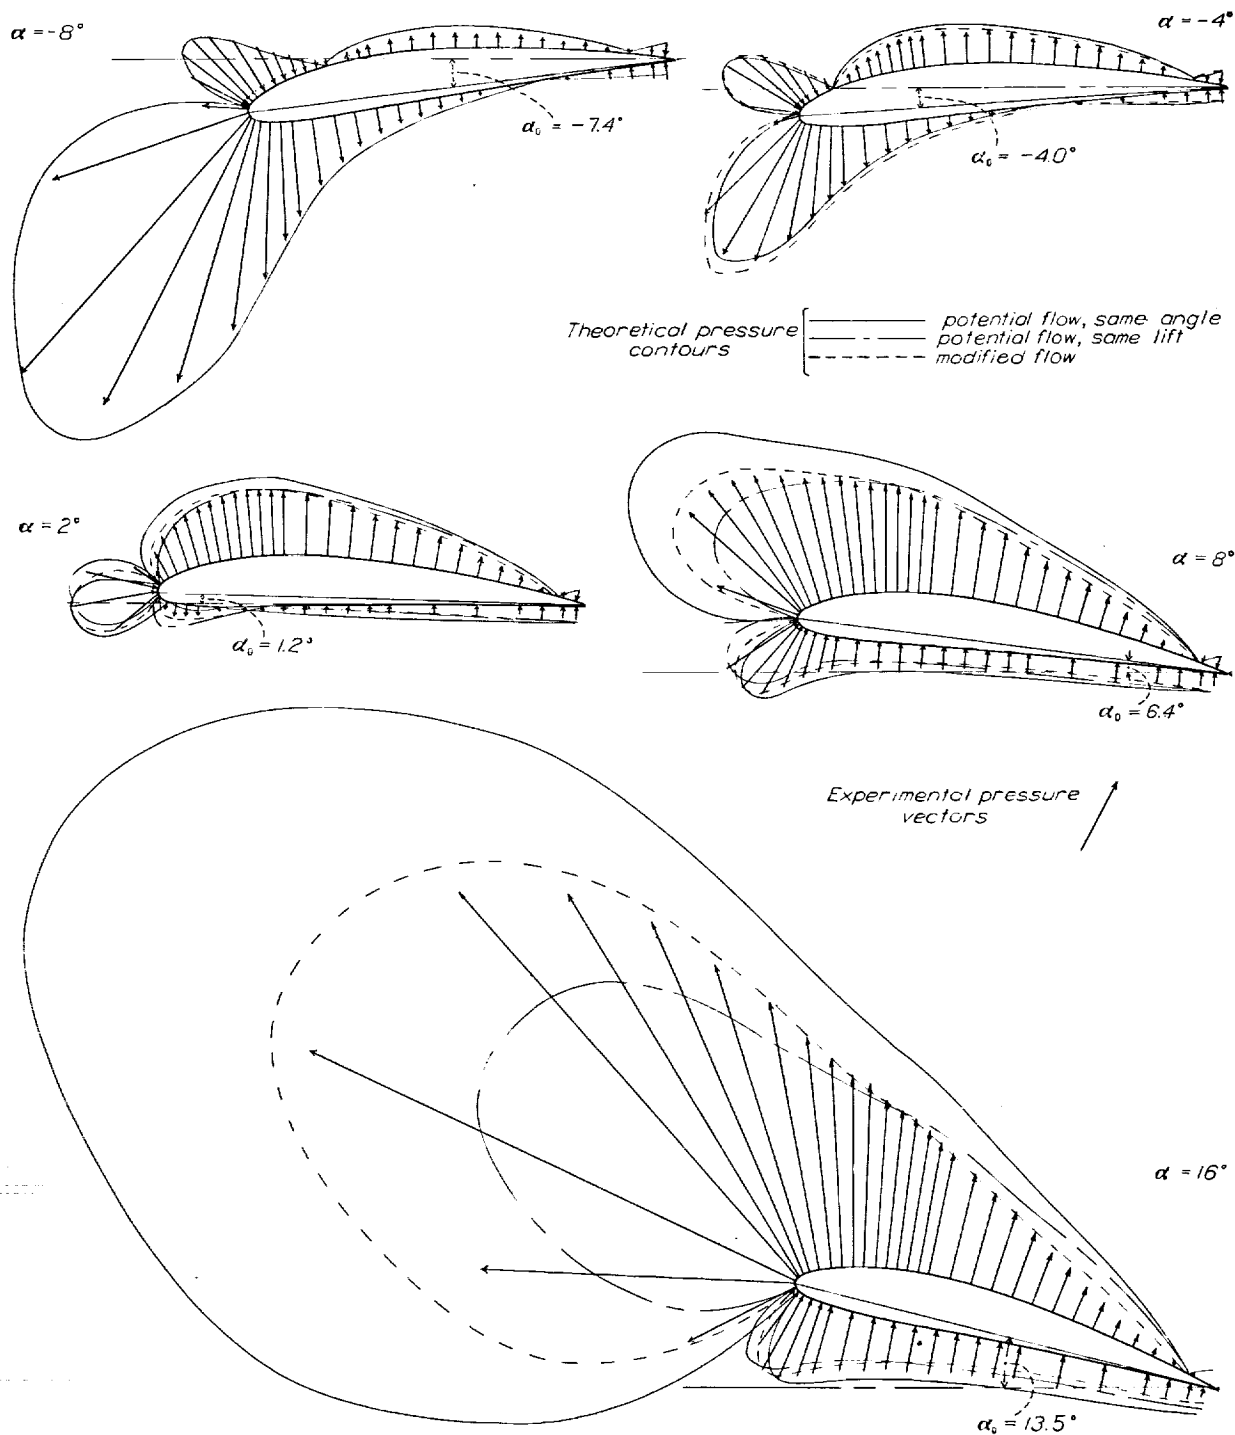 α = -8°
α = -4°
α₀ = -7.4°
α₀ = -4.0°
Theoretical pressure
contours
potential flow, same angle
potential flow, same lift
modified flow
α = 2°
α = 8°
α₀ = 1.2°
α₀ = 6.4°
Experimental pressure
vectors
α = 16°
α₀ = 13.5°